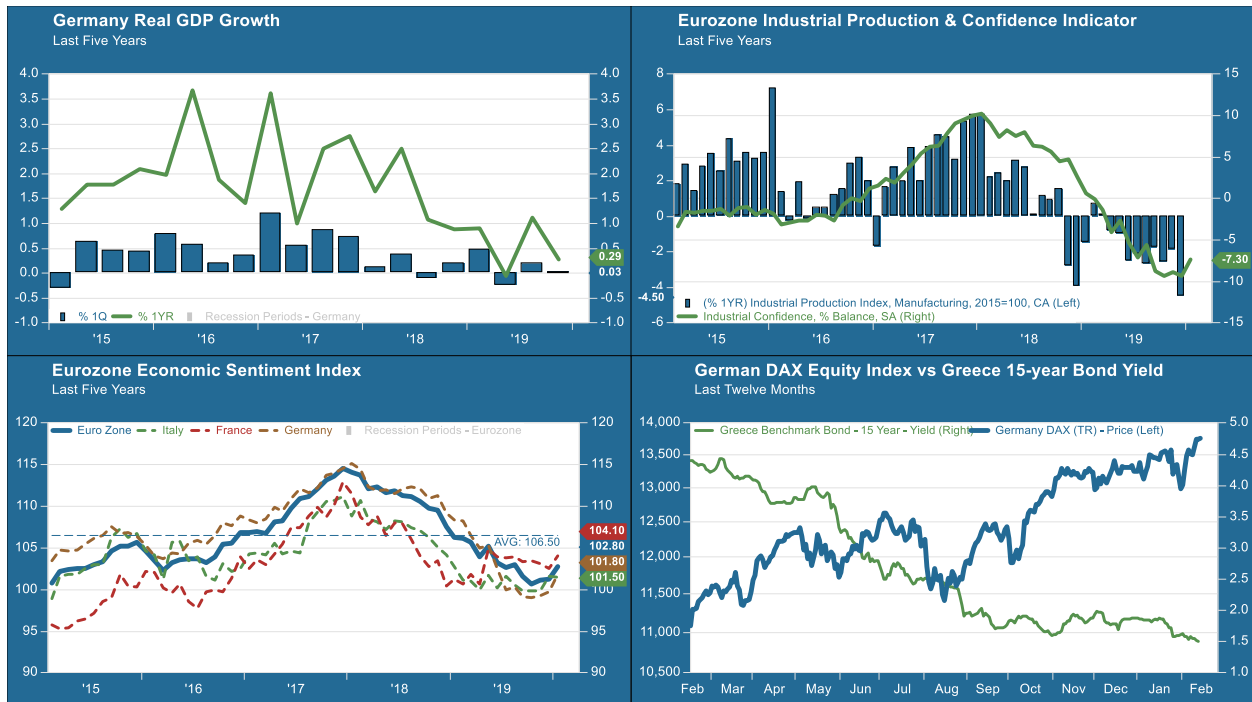 Germany Real GDP Growth
Last Five Years
4.0 4.0
3.5 3.5
3.0 3.0
2.5 2.5
2.0 2.0
1.5 1.5
1.0 1.0
0.5 0.5
0.29
0.0 0.03
-0.5 -0.5
% 1Q % 1YR Recession Periods - Germany
-1.0 -1.0
'15 '16 '17 '18 '19
Eurozone Industrial Production & Confidence Indicator
Last Five Years
8 15
6 10
4 5
2 0
0 -5
-2 -7.30
-4 -10
-4.50 (% 1YR) Industrial Production Index, Manufacturing, 2015=100, CA (Left)
Industrial Confidence, % Balance, SA (Right)
-6 -15
'15 '16 '17 '18 '19
Eurozone Economic Sentiment Index
Last Five Years
120 120
Euro Zone Italy France Germany Recession Periods - Eurozone
115 115
110 110
104.10
AVG: 106.50
105 102.80
101.80
101.50
100 100
95 95
90 90
'15 '16 '17 '18 '19
German DAX Equity Index vs Greece 15-year Bond Yield
Last Twelve Months
14,000 5.0
Greece Benchmark Bond - 15 Year - Yield (Right) Germany DAX (TR) - Price (Left)
13,500 4.5
13,000 4.0
12,500 3.5
12,000 3.0
11,500 2.5
11,000 2.0
1.5
10,500 1.0
Feb Mar Apr May Jun Jul Aug Sep Oct Nov Dec Jan Feb